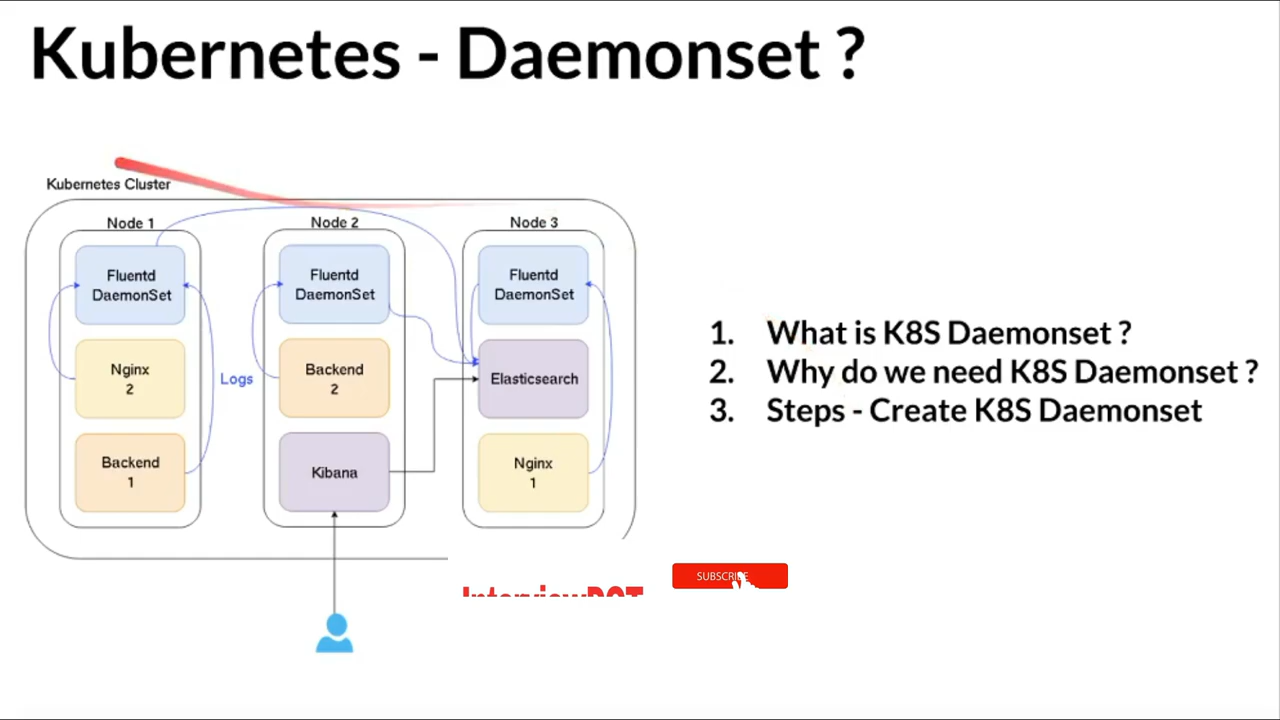 Kubernetes - Daemonset ?
Kubernetes Cluster
Node 1
Fluentd
DaemonSet
Nginx
2
Backend
1
Logs
Node 2
Fluentd
DaemonSet
Backend
2
Kibana
Node 3
Fluentd
DaemonSet
Elasticsearch
Nginx
1
1. What is K8S Daemonset ?
2. Why do we need K8S Daemonset ?
3. Steps - Create K8S Daemonset
InterviewDOT
SUBSCRIBE